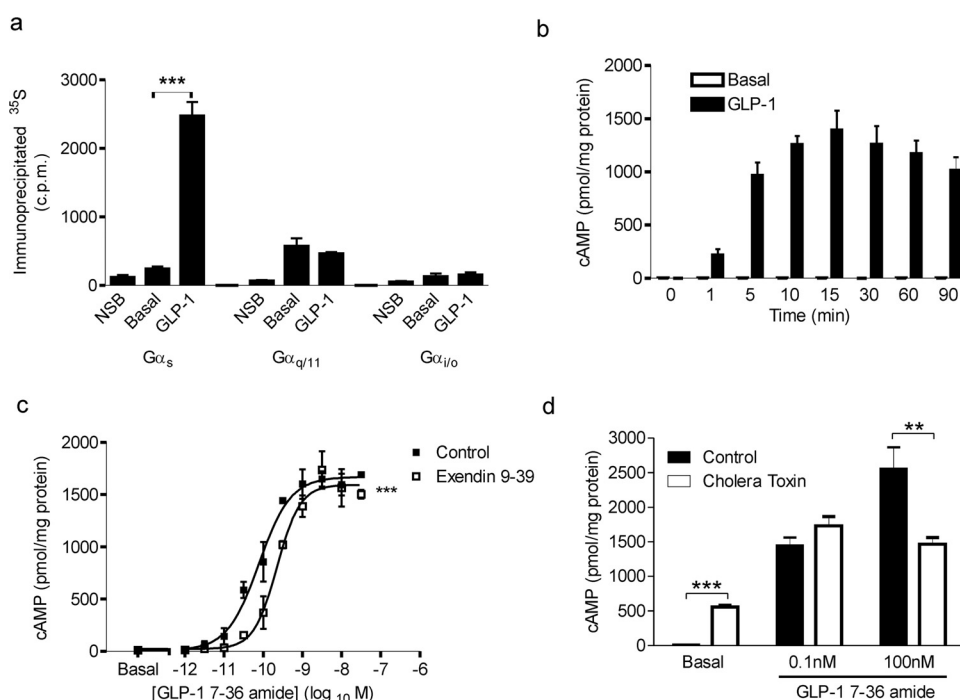 a
Immunoprecipitated ³⁵S
(c.p.m.)
3000
2000
1000
0
***
NSB
Basal
GLP-1
NSB
Basal
GLP-1
NSB
Basal
GLP-1
Gαs
Gαq/11
Gαi/o
b
cAMP (pmol/mg protein)
2000
1500
1000
500
0
Basal
GLP-1
0 1 5 10 15 30 60 90
Time (min)
c
cAMP (pmol/mg protein)
2000
1500
1000
500
0
Control
Exendin 9-39
***
Basal -12 -11 -10 -9 -8 -7 -6
[GLP-1 7-36 amide] (log 10 M)
d
cAMP (pmol/mg protein)
3000
2500
2000
1500
1000
500
0
Control
Cholera Toxin
**
***
Basal 0.1nM 100nM
GLP-1 7-36 amide